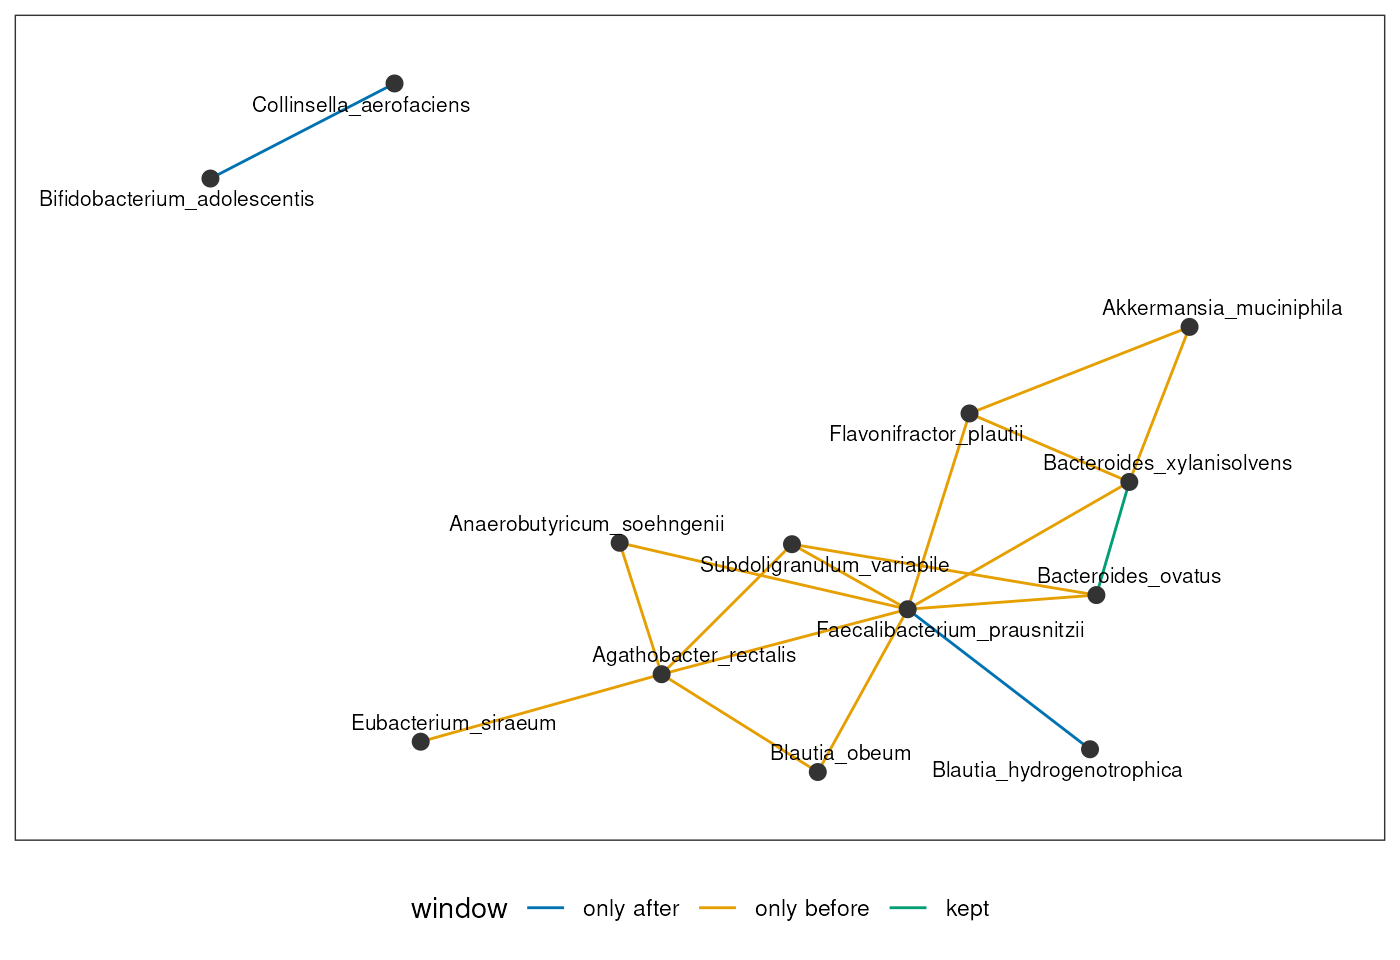 Collinsella_aerofaciens
Bifidobacterium_adolescentis
Akkermansia_muciniphila
Flavonifractor_plautii
Bacteroides_xylanisolvens
Anaerobutyricum_soehngenii
Subdoligranulum_variabile
Bacteroides_ovatus
Faecalibacterium_prausnitzii
Agathobacter_rectalis
Eubacterium_siraeum
Blautia_obeum
Blautia_hydrogenotrophica
window only after only before kept